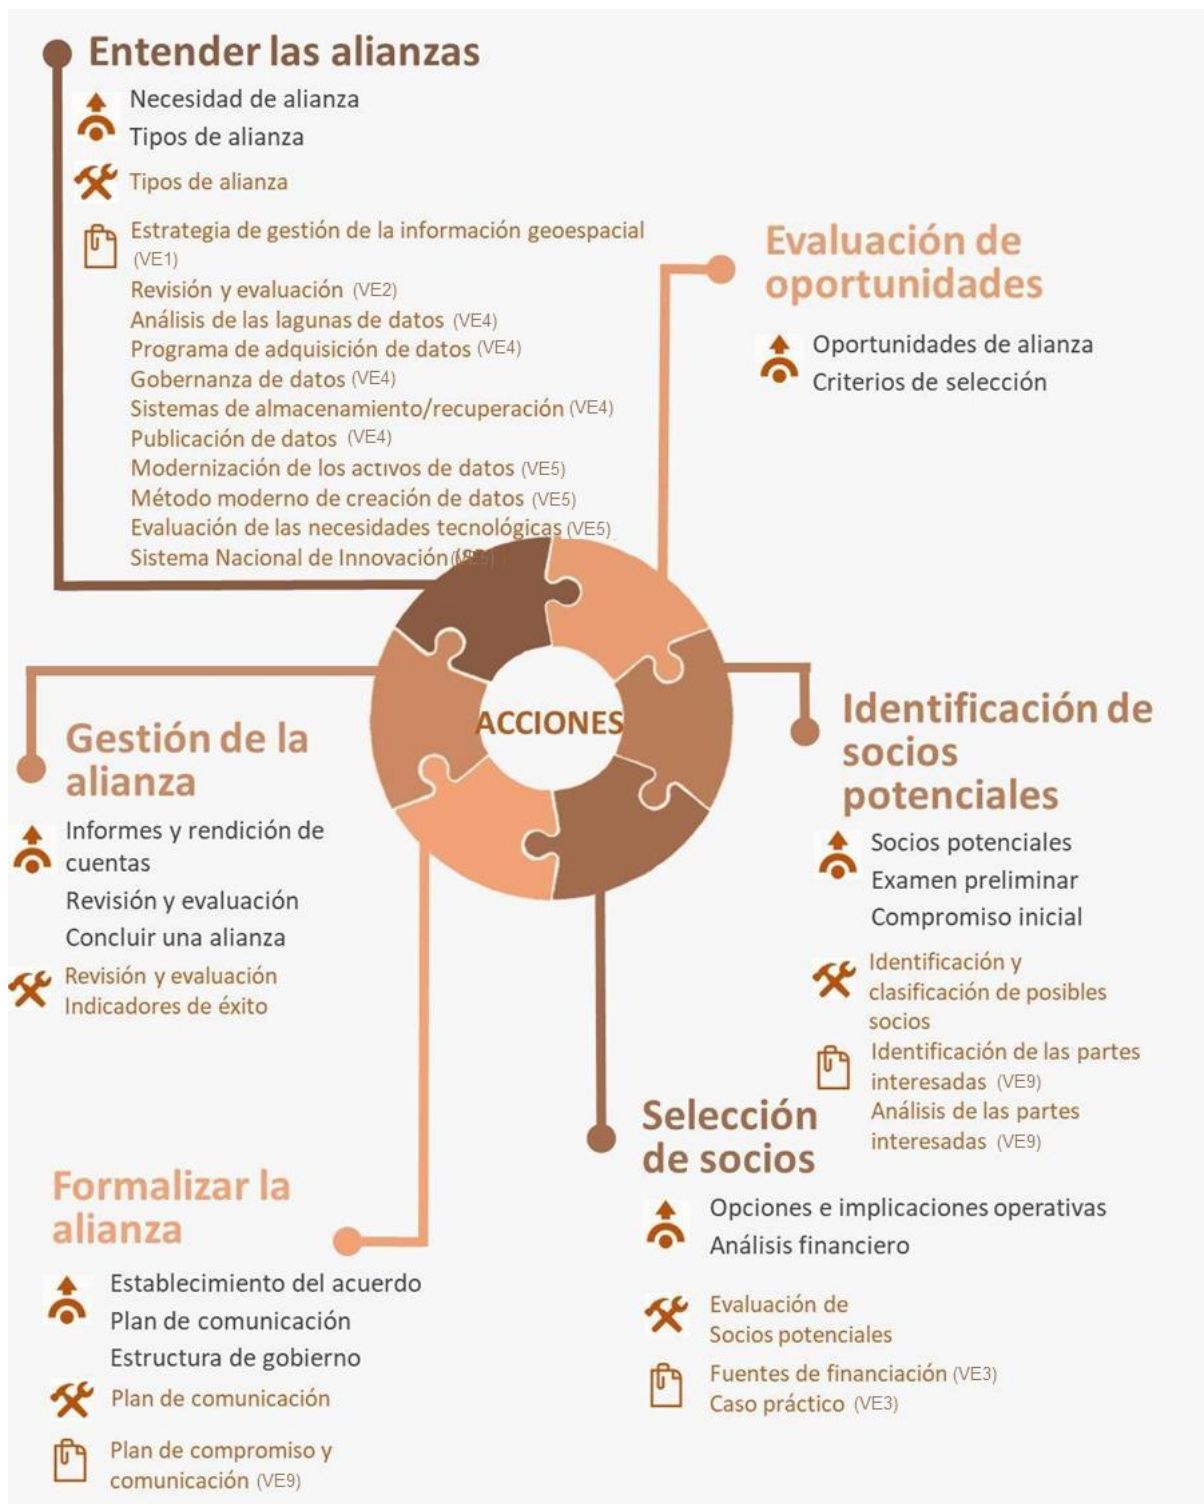 Entender las alianzas
Necesidad de alianza
Tipos de alianza
Tipos de alianza
Estrategia de gestión de la información geoespacial
(VE1)
Revisión y evaluación (VE2)
Análisis de las lagunas de datos (VE4)
Programa de adquisición de datos (VE4)
Gobernanza de datos (VE4)
Sistemas de almacenamiento/recuperación (VE4)
Publicación de datos (VE4)
Modernización de los activos de datos (VE5)
Método moderno de creación de datos (VE5)
Evaluación de las necesidades tecnológicas (VE5)
Sistema Nacional de Innovación
Evaluación de
oportunidades
Oportunidades de alianza
Criterios de selección
ACCIONES
Identificación de
socios
potenciales
Socios potenciales
Examen preliminar
Compromiso inicial
Identificación y
clasificación de posibles
socios
Identificación de las partes
interesadas (VE9)
Análisis de las partes
interesadas (VE9)
Selección
de socios
Opciones e implicaciones operativas
Análisis financiero
Evaluación de
Socios potenciales
Fuentes de financiación (VE3)
Caso práctico (VE3)
Formalizar la
alianza
Establecimiento del acuerdo
Plan de comunicación
Estructura de gobierno
Plan de comunicación
Plan de compromiso y
comunicación (VE9)
Gestión de la
alianza
Informes y rendición de
cuentas
Revisión y evaluación
Concluir una alianza
Revisión y evaluación
Indicadores de éxito